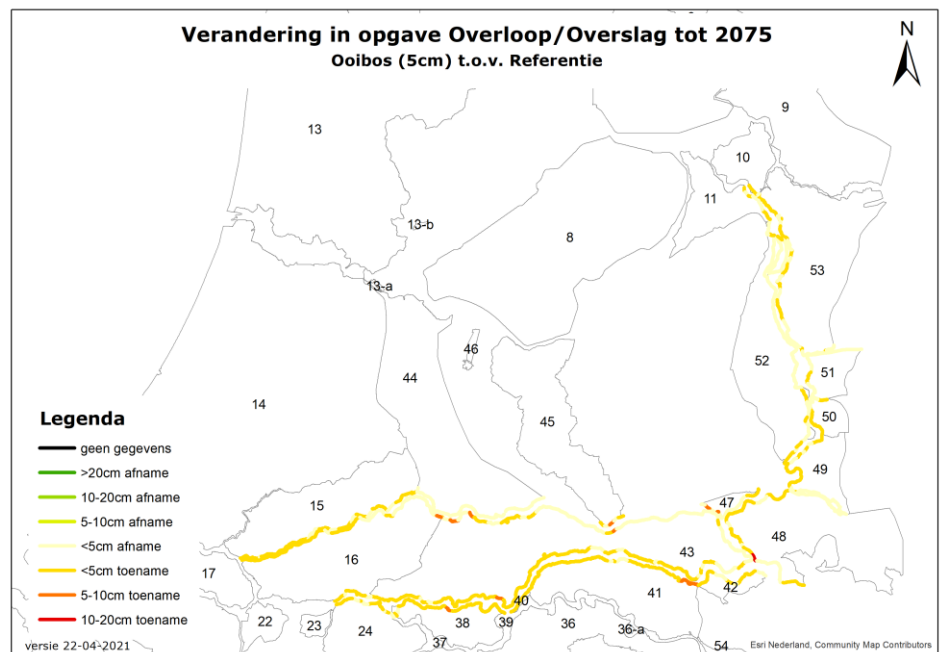 Verandering in opgave Overloop/Overslag tot 2075
Ooibos (5cm) t.o.v. Referentie
N
9
13
10
11
13-b
8
53
13-a
46
52
51
44
14
45
50
49
Legenda
geen gegevens
>20cm afname
10-20cm afname
5-10cm afname
<5cm afname
<5cm toename
5-10cm toename
10-20cm toename
15
47
48
16
43
17
42
41
40
22
23
24
38
39
36
36-a
37
54
versie 22-04-2021
Esri Nederland, Community Map Contributors